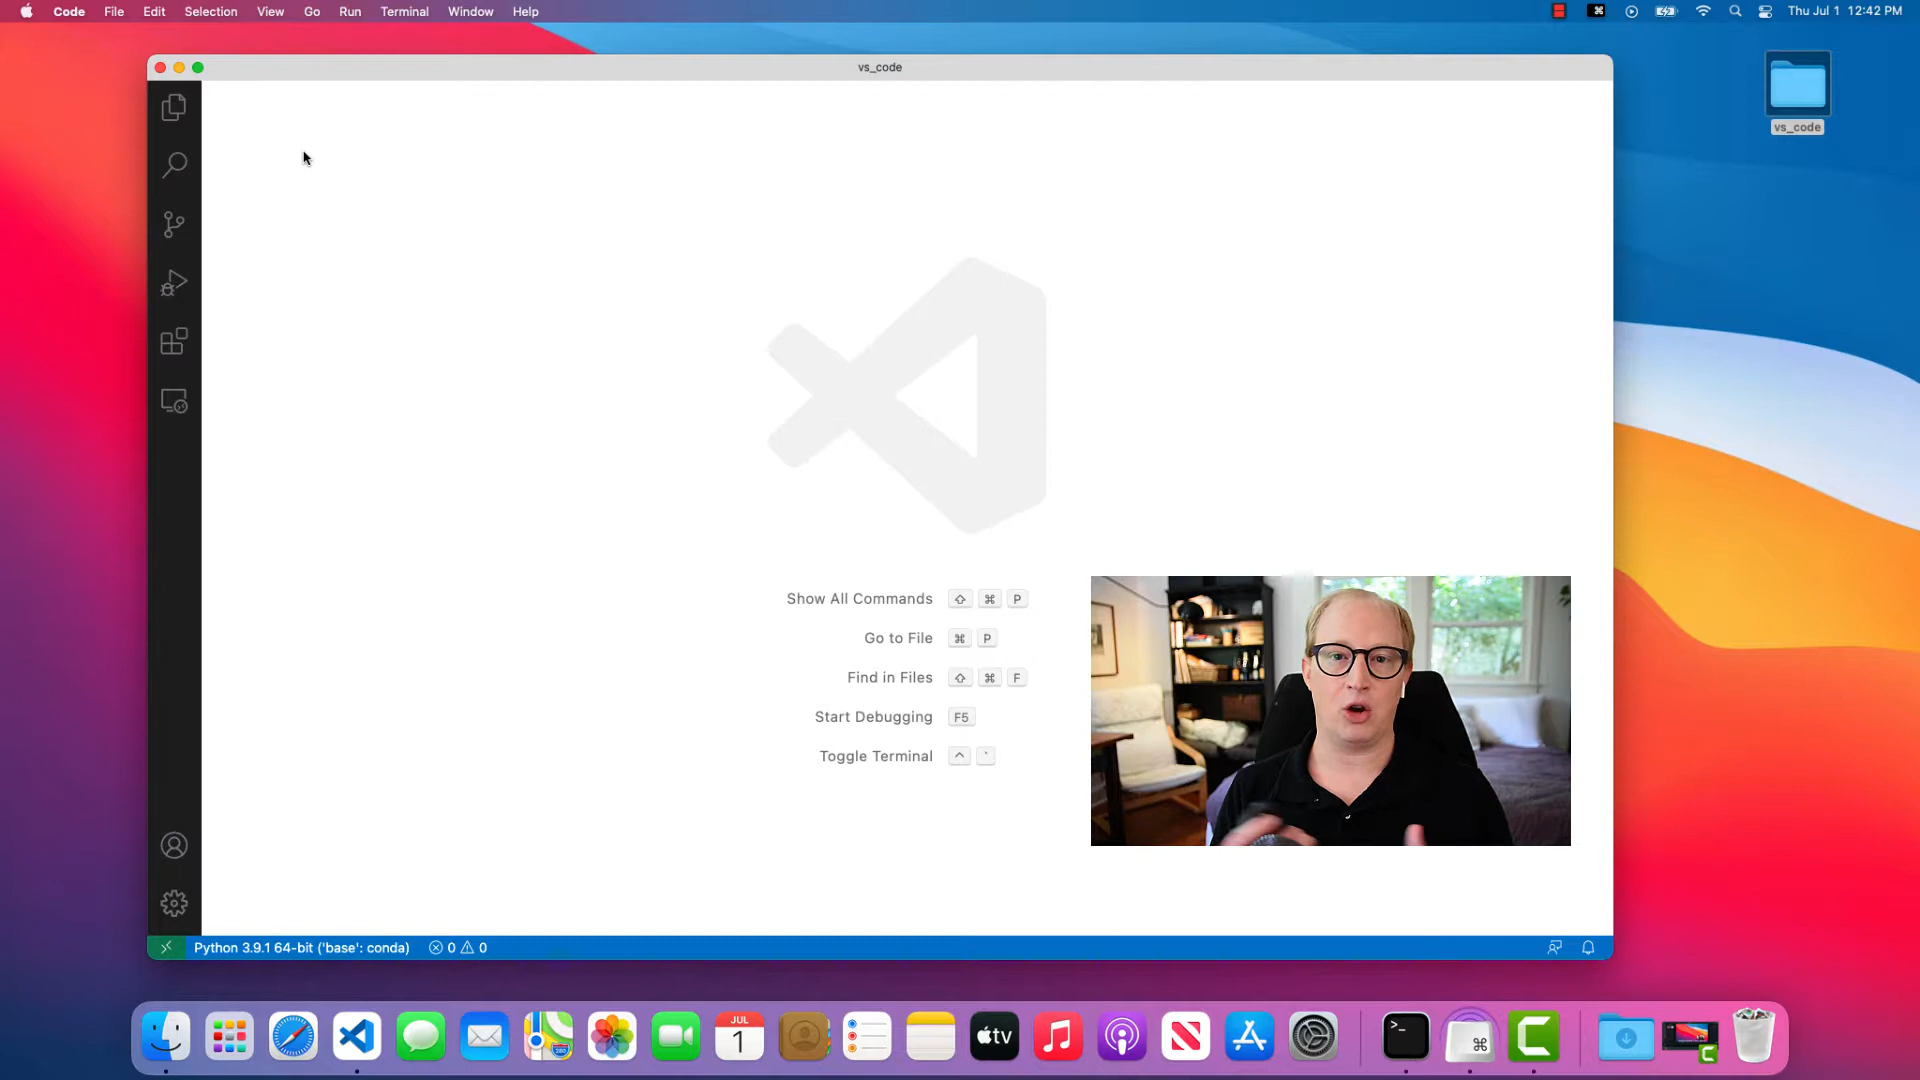 Code File Edit Selection View Go Run Terminal Window Help Thu Jul 1 12:42 PM
vs_code
vs_code
Show All Commands ⇧ ⌘ P
Go to File ⌘ P
Find in Files ⇧ ⌘ F
Start Debugging F5
Toggle Terminal ^ `
Python 3.9.1 64-bit ('base': conda) 0 0
JUL
1
tv
>_
⌘